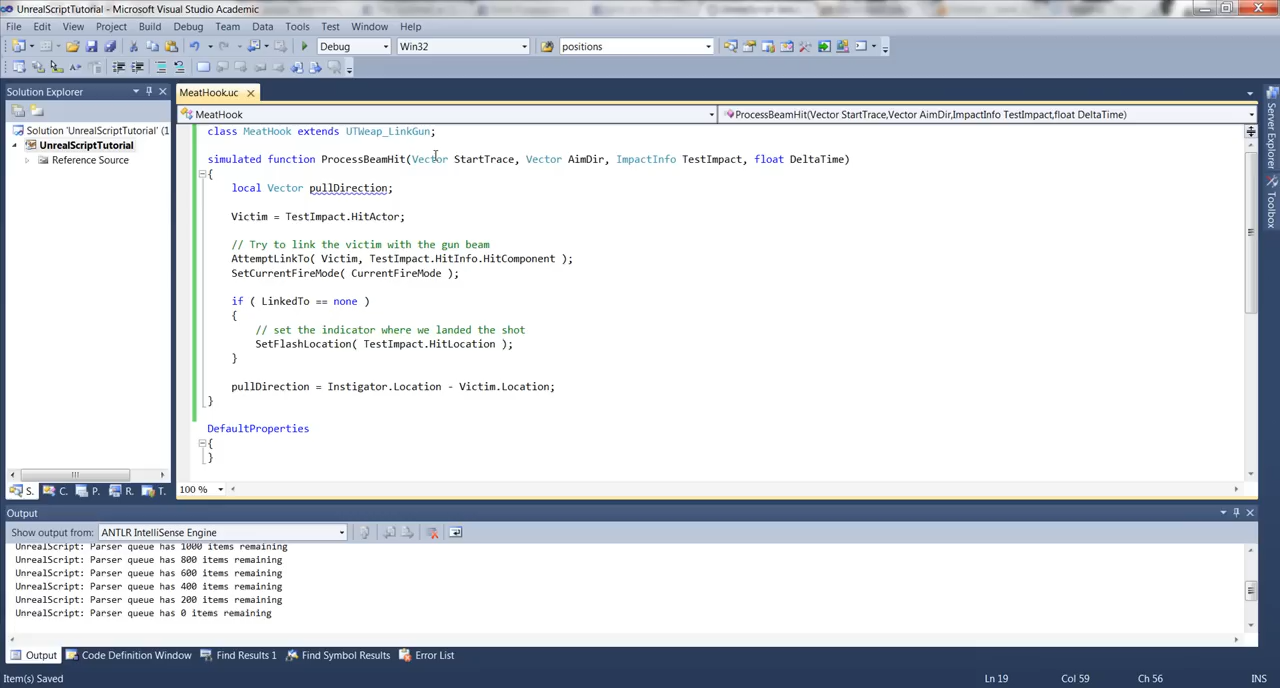 UnrealScriptTutorial - Microsoft Visual Studio Academic
File Edit View Project Build Debug Team Data Tools Test Window Help
Debug Win32 positions
Solution Explorer
MeatHook.uc
MeatHook ProcessBeamHit(Vector StartTrace,Vector AimDir,ImpactInfo TestImpact,float DeltaTime)
Solution 'UnrealScriptTutorial' (1
UnrealScriptTutorial
Reference Source
class MeatHook extends UTWeap_LinkGun;
simulated function ProcessBeamHit(Vector StartTrace, Vector AimDir, ImpactInfo TestImpact, float DeltaTime)
{
local Vector pullDirection;
Victim = TestImpact.HitActor;
// Try to link the victim with the gun beam
AttemptLinkTo( Victim, TestImpact.HitInfo.HitComponent );
SetCurrentFireMode( CurrentFireMode );
if ( LinkedTo == none )
{
// set the indicator where we landed the shot
SetFlashLocation( TestImpact.HitLocation );
}
pullDirection = Instigator.Location - Victim.Location;
}
DefaultProperties
{
}
Server Explorer
Toolbox
S. C. P. R. T.
100 %
Output
Show output from: ANTLR IntelliSense Engine
UnrealScript: Parser queue has 1000 items remaining
UnrealScript: Parser queue has 800 items remaining
UnrealScript: Parser queue has 600 items remaining
UnrealScript: Parser queue has 400 items remaining
UnrealScript: Parser queue has 200 items remaining
UnrealScript: Parser queue has 0 items remaining
Output Code Definition Window Find Results 1 Find Symbol Results Error List
Item(s) Saved Ln 19 Col 59 Ch 56 INS